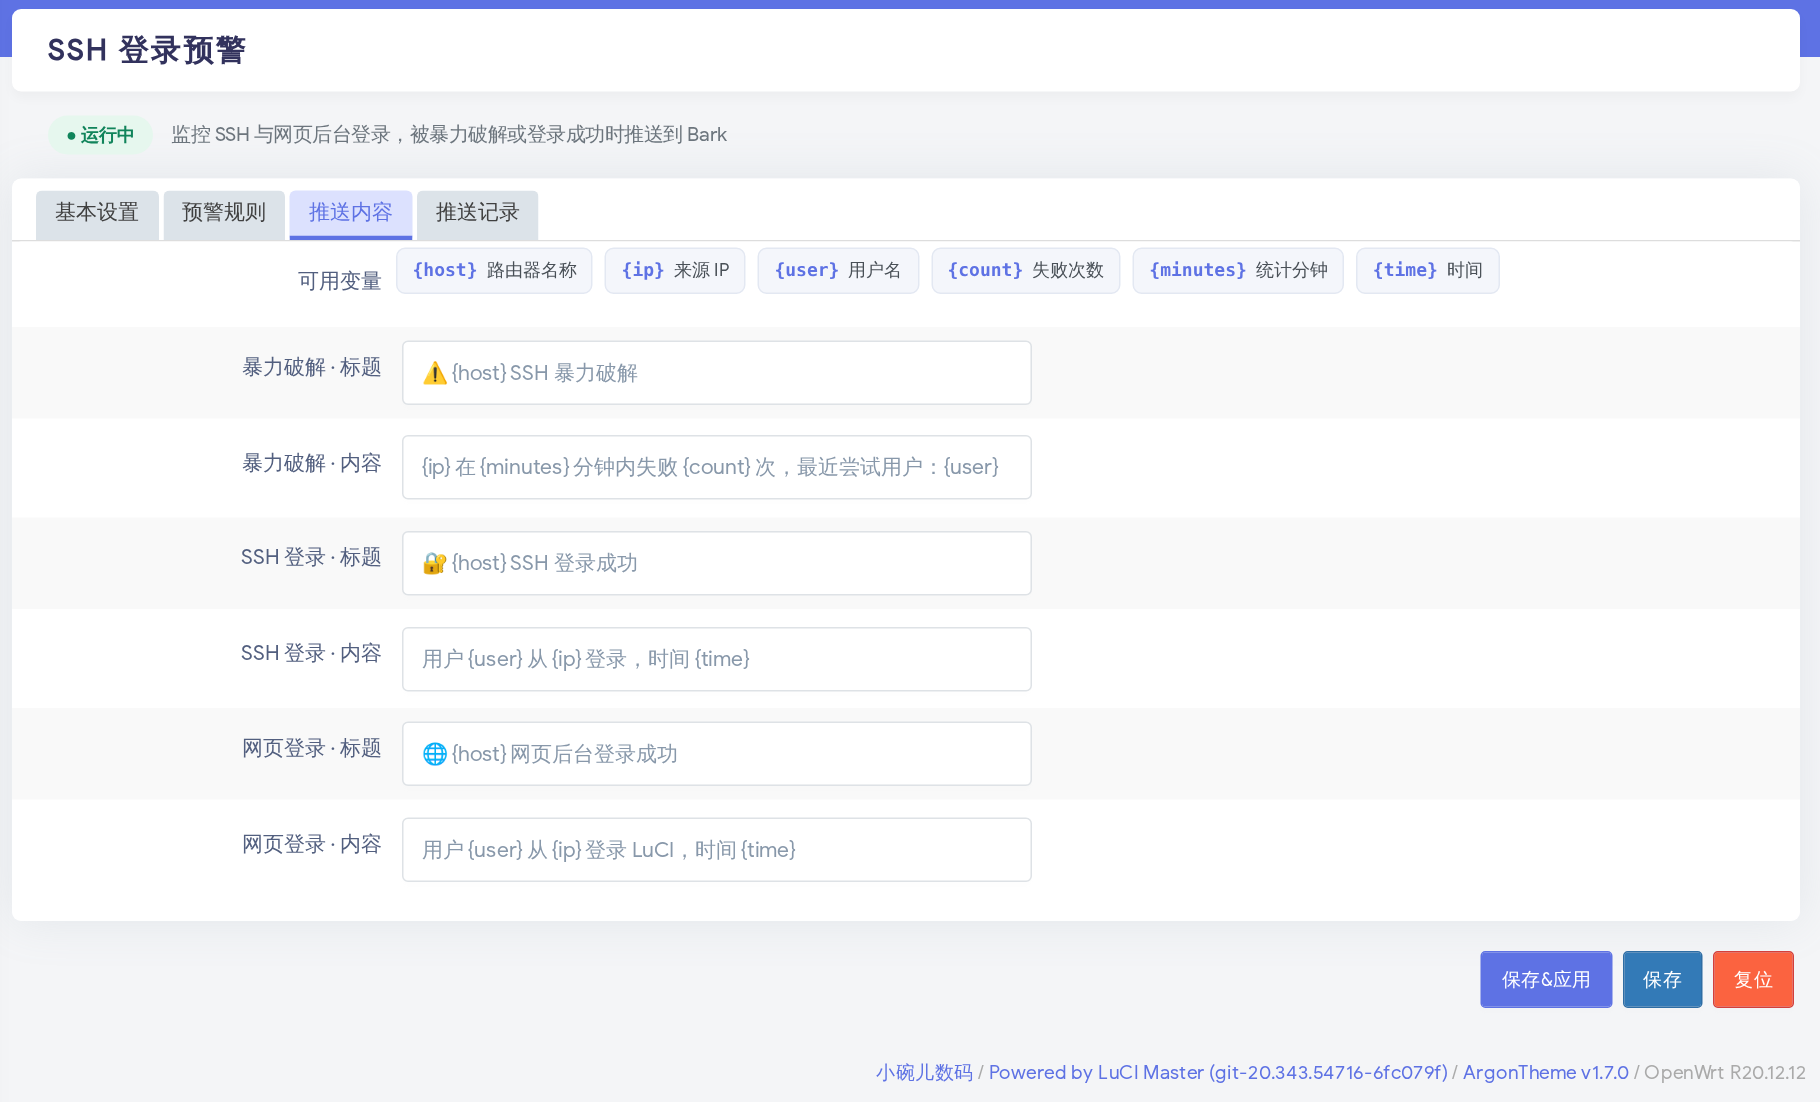 SSH 登录预警
● 运行中 监控 SSH 与网页后台登录，被暴力破解或登录成功时推送到 Bark
基本设置 预警规则 推送内容 推送记录
可用变量 {host} 路由器名称 {ip} 来源 IP {user} 用户名 {count} 失败次数 {minutes} 统计分钟 {time} 时间
暴力破解 · 标题 ⚠️ {host} SSH 暴力破解
暴力破解 · 内容 {ip} 在 {minutes} 分钟内失败 {count} 次，最近尝试用户：{user}
SSH 登录 · 标题 🔐 {host} SSH 登录成功
SSH 登录 · 内容 用户 {user} 从 {ip} 登录，时间 {time}
网页登录 · 标题 🌐 {host} 网页后台登录成功
网页登录 · 内容 用户 {user} 从 {ip} 登录 LuCI，时间 {time}
保存&应用 保存 复位
小碗儿数码 / Powered by LuCI Master (git-20.343.54716-6fc079f) / ArgonTheme v1.7.0 / OpenWrt R20.12.12